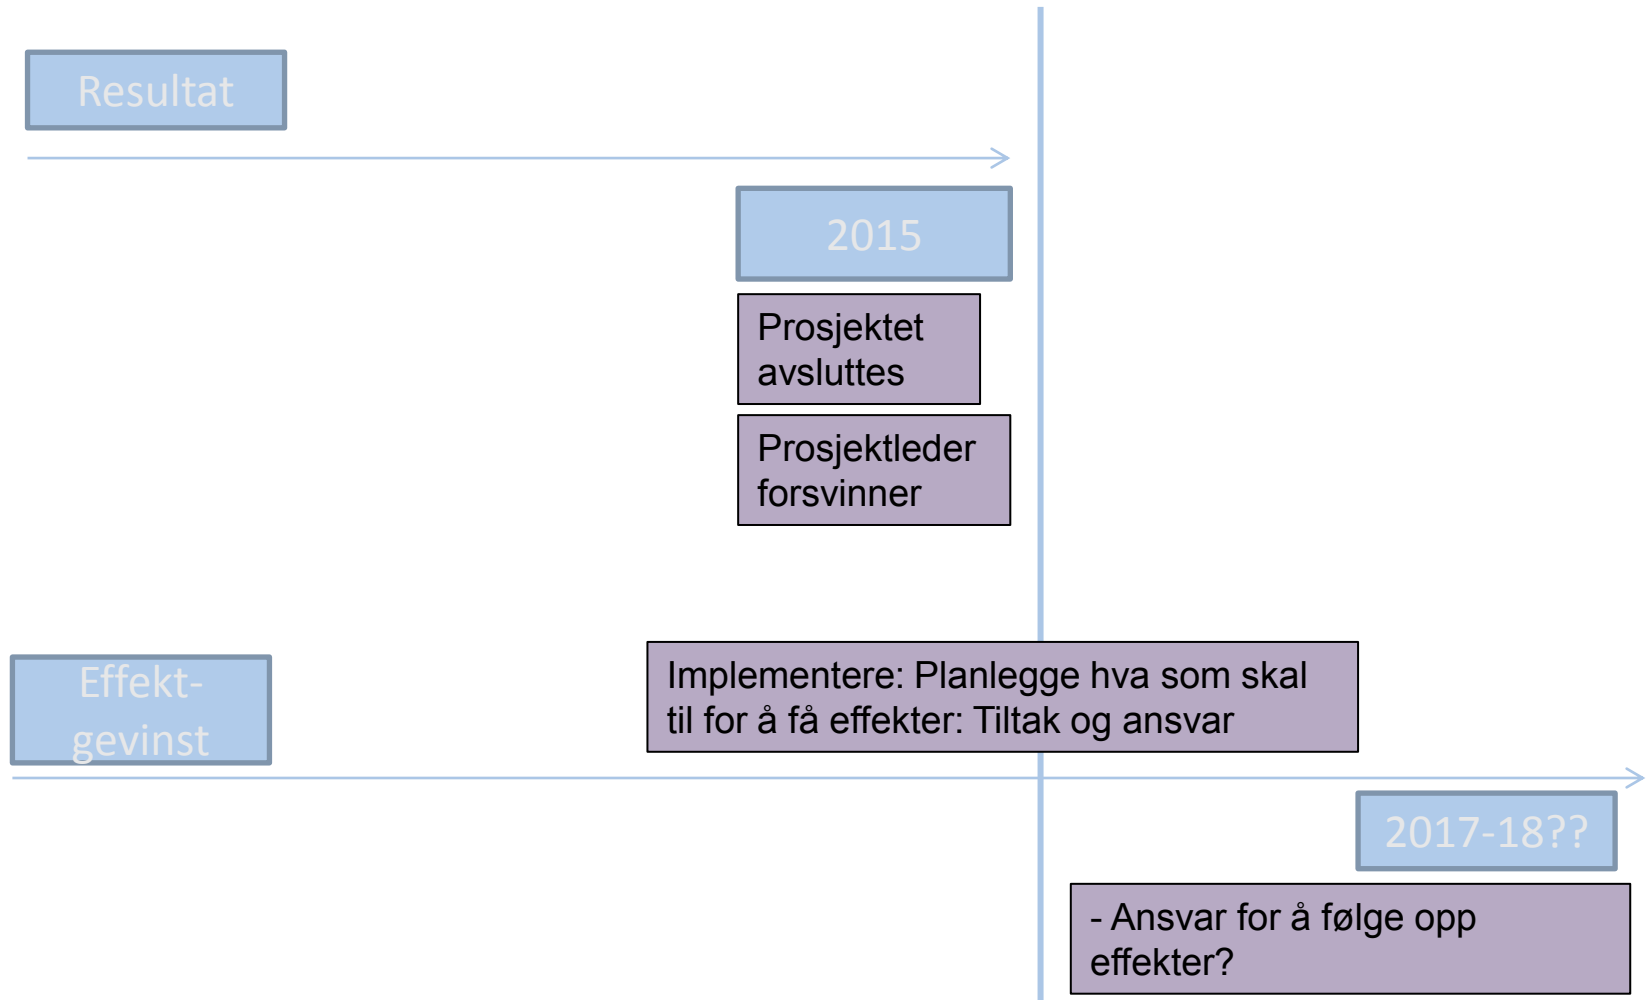 Resultat
2015
Prosjektet
avsluttes
Prosjektleder
forsvinner
Implementere: Planlegge hva som skal
til for å få effekter: Tiltak og ansvar
Effekt-
gevinst
2017-18??
- Ansvar for å følge opp
effekter?